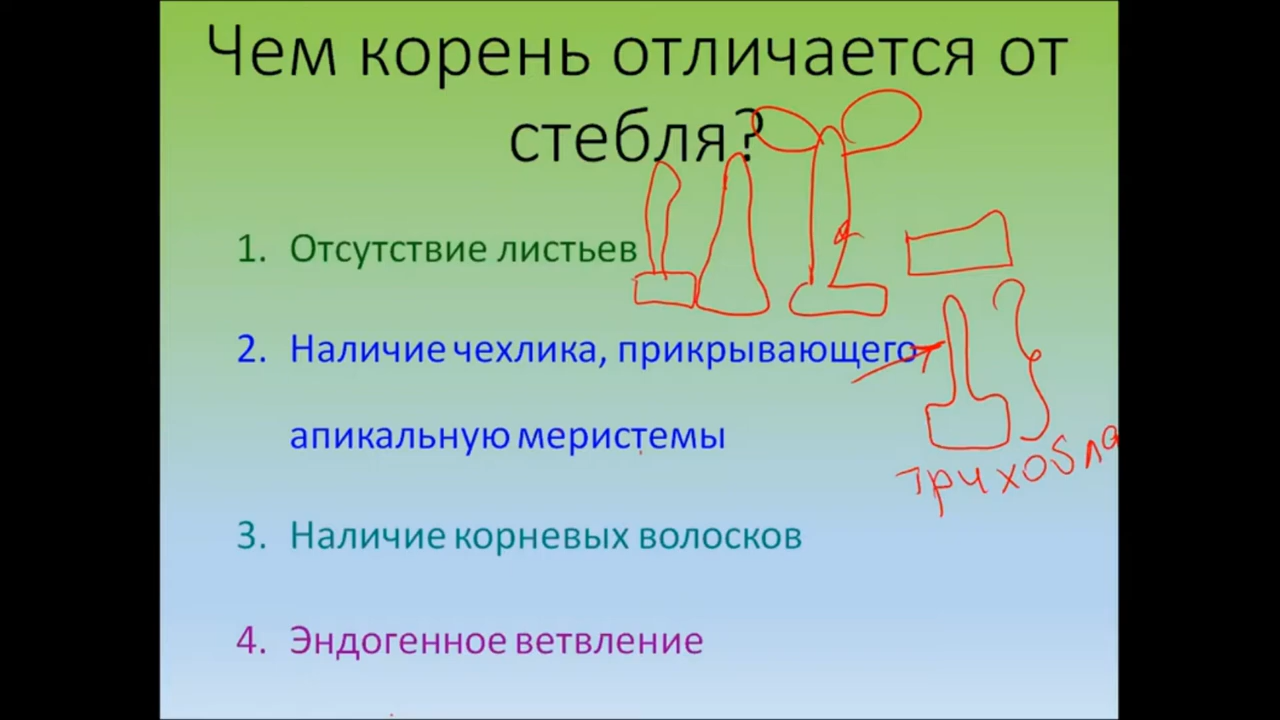 Чем корень отличается от
стебля?
1. Отсутствие листьев
2. Наличие чехлика, прикрывающего
апикальную меристемы
трихобла
3. Наличие корневых волосков
4. Эндогенное ветвление